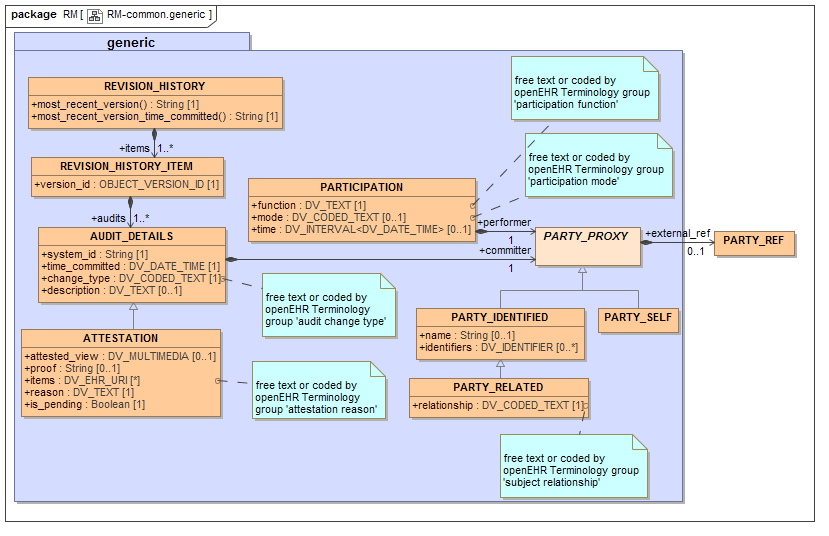 package RM [ RM-common.generic ]
generic
REVISION_HISTORY
+most_recent_version() : String [1]
+most_recent_version_time_committed() : String [1]
+items 1..*
REVISION_HISTORY_ITEM
+version_id : OBJECT_VERSION_ID [1]
+audits 1..*
AUDIT_DETAILS
+system_id : String [1]
+time_committed : DV_DATE_TIME [1]
+change_type : DV_CODED_TEXT [1]
+description : DV_TEXT [0..1]
ATTESTATION
+attested_view : DV_MULTIMEDIA [0..1]
+proof : String [0..1]
+items : DV_EHR_URI [*]
+reason : DV_TEXT [1]
+is_pending : Boolean [1]
free text or coded by
openEHR Terminology group
'participation function'
free text or coded by
openEHR Terminology group
'participation mode'
PARTICIPATION
+function : DV_TEXT [1]
+mode : DV_CODED_TEXT [0..1]
+time : DV_INTERVAL<DV_DATE_TIME> [0..1]
+performer
1
+committer
1
PARTY_PROXY
+external_ref
0..1
PARTY_REF
free text or coded by
openEHR Terminology
group 'audit change type'
PARTY_IDENTIFIED
+name : String [0..1]
+identifiers : DV_IDENTIFIER [0..*]
PARTY_SELF
free text or coded by
openEHR Terminology
group 'attestation reason'
PARTY_RELATED
+relationship : DV_CODED_TEXT [1]
free text or coded by
openEHR Terminology group
'subject relationship'